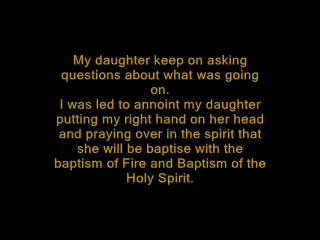 My daughter keep on asking
questions about what was going
on.
I was led to annoint my daughter
putting my right hand on her head
and praying over in the spirit that
she will be baptise with the
baptism of Fire and Baptism of the
Holy Spirit.